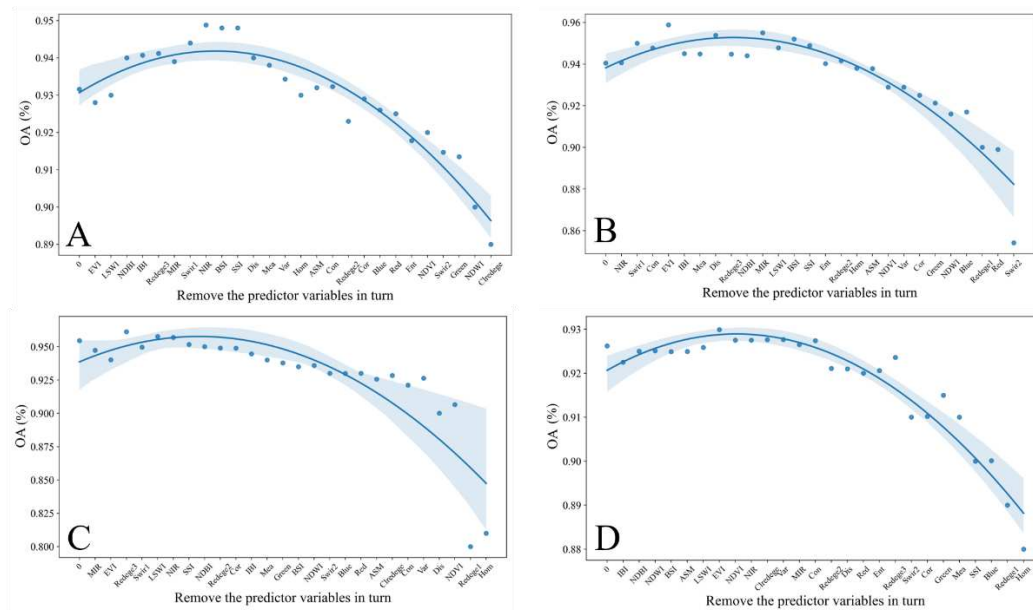 OA (%)
0.95
0.94
0.93
0.92
0.91
0.90
0.89
A
0 EVI LSWI NDBI IBI Redege3 MIR Swir1 NIR BSI SSI Dis Mea Var Hom ASM Con Redege2 Cor Blue Red Ent NDVI Swir2 Green NDWI CIredege
Remove the predictor variables in turn
OA (%)
0.96
0.94
0.92
0.90
0.88
0.86
B
0 NIR Swir1 Con EVI IBI Mea Dis Redege3 NDBI MIR LSWI BSI SSI Ent Redege2 Hom ASM NDVI Var Cor Green NDWI Blue Redege1 Red Swir2
Remove the predictor variables in turn
OA (%)
0.950
0.925
0.900
0.875
0.850
0.825
0.800
C
0 MIR EVI Redege3 Swir1 LSWI NIR SSI NDBI Redege2 Cor IBI Mea Green BSI NDWI Swir2 Blue Red ASM CIredege Con Var Dis NDVI Redege1 Hom
Remove the predictor variables in turn
OA (%)
0.93
0.92
0.91
0.90
0.89
0.88
D
0 IBI NDBI NDWI BSI ASM LSWI EVI NDVI NIR CIredege Var MIR Con Redege2 Dis Red Ent Redege3 Swir2 Cor Green Mea SSI Blue Redege1 Hom
Remove the predictor variables in turn